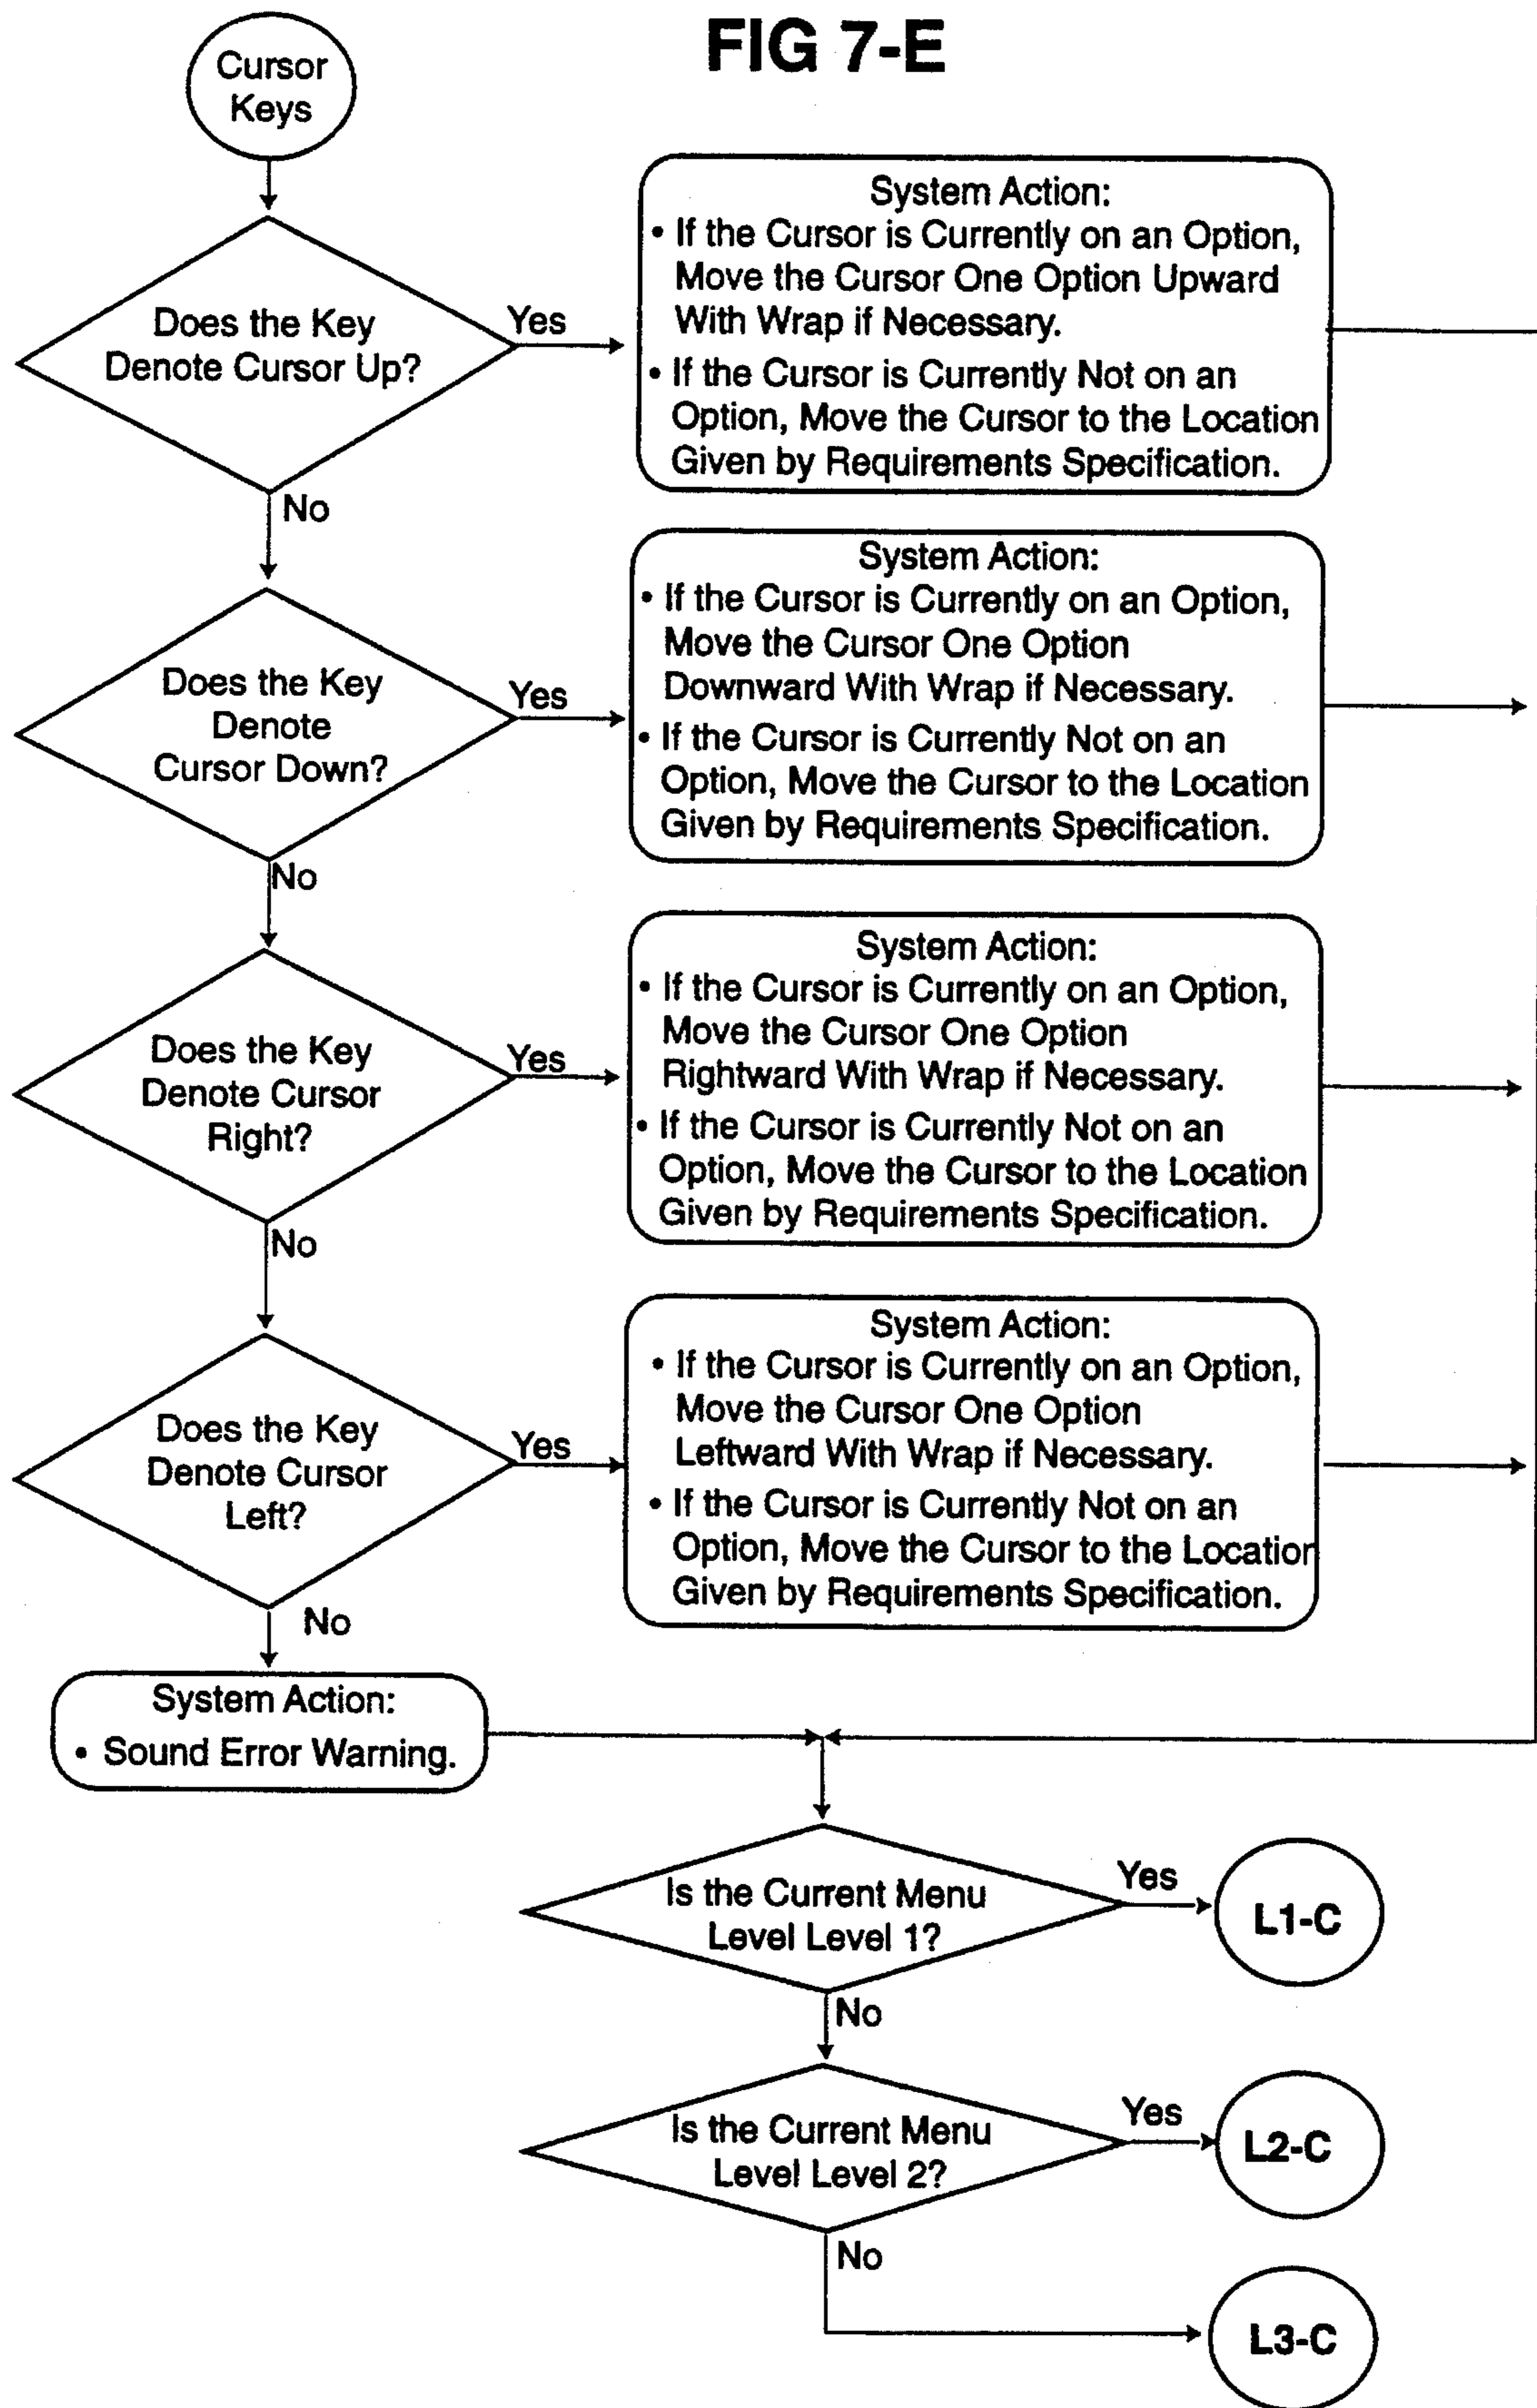 FIG 7-E
Cursor
Keys
Does the Key
Denote Cursor Up?
Yes
System Action:
• If the Cursor is Currently on an Option,
Move the Cursor One Option Upward
With Wrap if Necessary.
• If the Cursor is Currently Not on an
Option, Move the Cursor to the Location
Given by Requirements Specification.
No
Does the Key
Denote
Cursor Down?
Yes
System Action:
• If the Cursor is Currently on an Option,
Move the Cursor One Option
Downward With Wrap if Necessary.
• If the Cursor is Currently Not on an
Option, Move the Cursor to the Location
Given by Requirements Specification.
No
Does the Key
Denote Cursor
Right?
Yes
System Action:
• If the Cursor is Currently on an Option,
Move the Cursor One Option
Rightward With Wrap if Necessary.
• If the Cursor is Currently Not on an
Option, Move the Cursor to the Location
Given by Requirements Specification.
No
Does the Key
Denote Cursor
Left?
Yes
System Action:
• If the Cursor is Currently on an Option,
Move the Cursor One Option
Leftward With Wrap if Necessary.
• If the Cursor is Currently Not on an
Option, Move the Cursor to the Location
Given by Requirements Specification.
No
System Action:
• Sound Error Warning.
Is the Current Menu
Level Level 1?
Yes
L1-C
No
Is the Current Menu
Level Level 2?
Yes
L2-C
No
L3-C